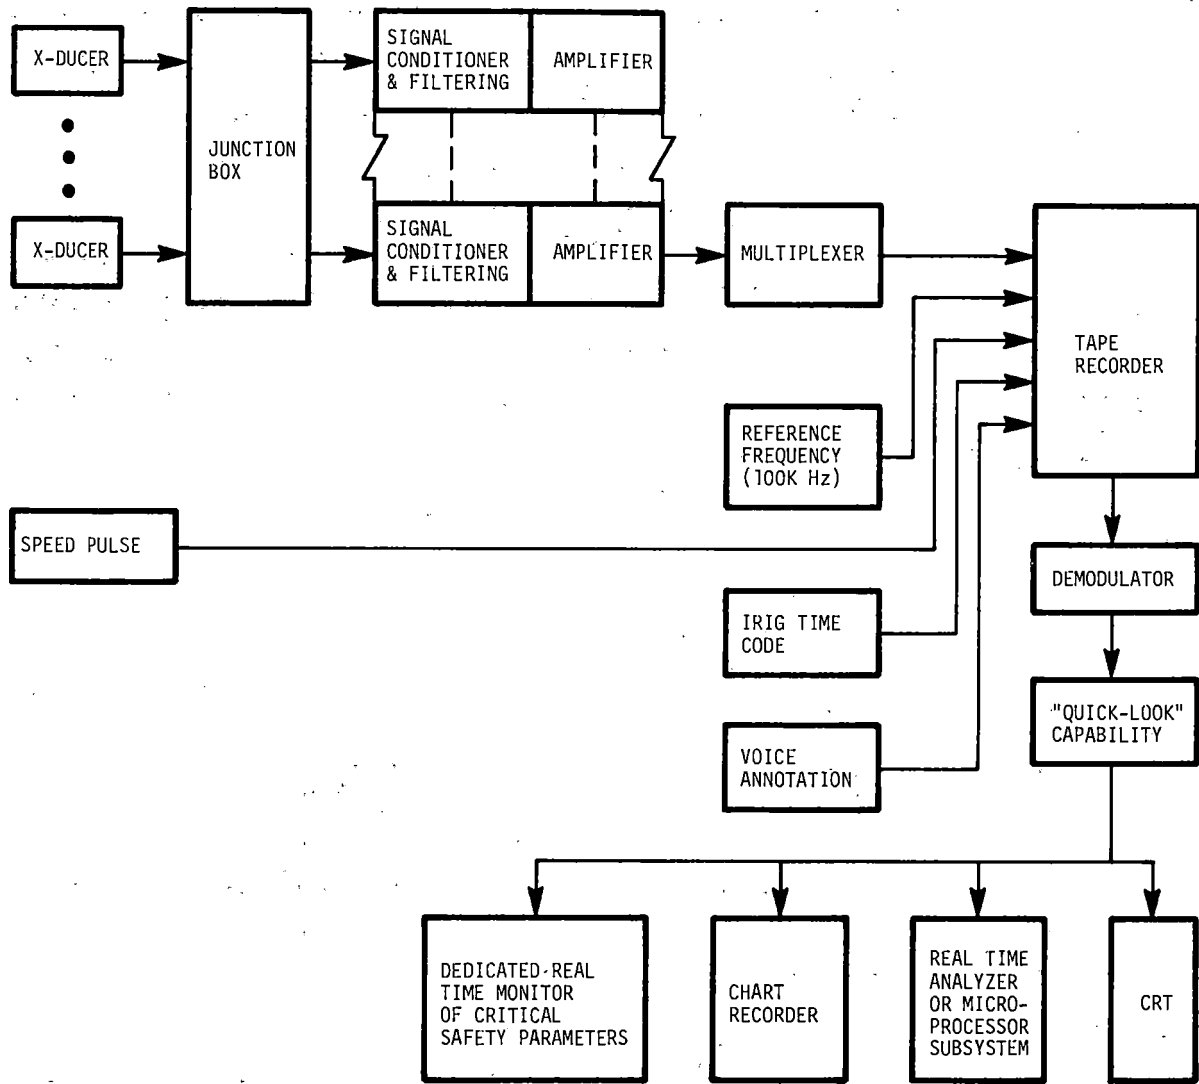 X-DUCER
JUNCTION
BOX
SIGNAL
CONDITIONER
& FILTERING
AMPLIFIER
X-DUCER
SIGNAL
CONDITIONER
& FILTERING
AMPLIFIER
MULTIPLEXER
TAPE
RECORDER
REFERENCE
FREQUENCY
(100K Hz)
SPEED PULSE
DEMODULATOR
IRIG TIME
CODE
"QUICK-LOOK"
CAPABILITY
VOICE
ANNOTATION
DEDICATED REAL
TIME MONITOR
OF CRITICAL
SAFETY PARAMETERS
CHART
RECORDER
REAL TIME
ANALYZER
OR MICRO-
PROCESSOR
SUBSYSTEM
CRT